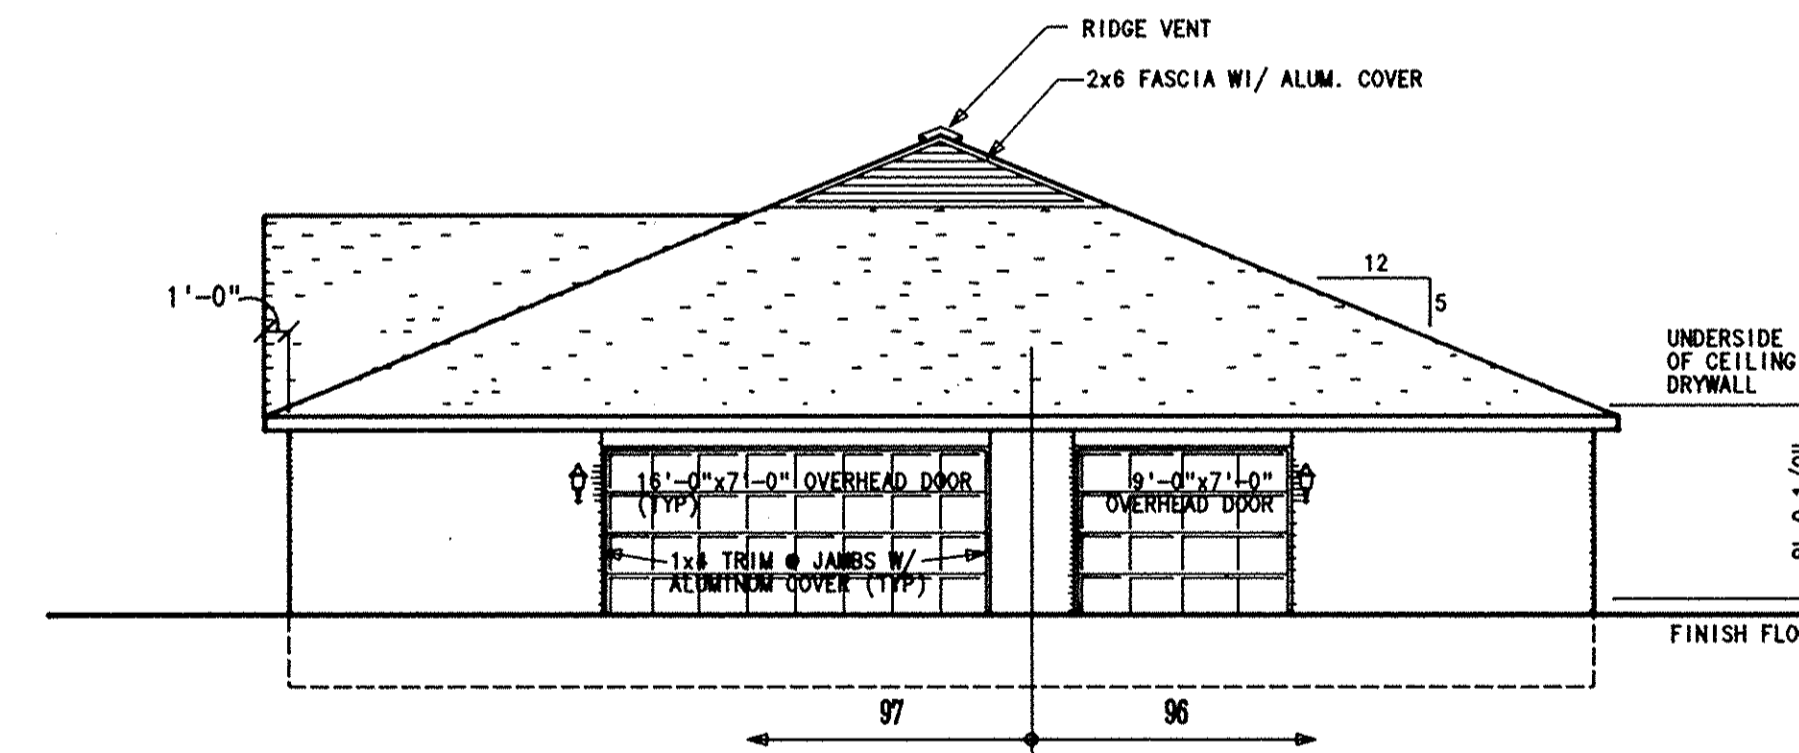 RIDGE VENT
2x6 FASCIA WI/ ALUM. COVER
12
5
1'-0"
UNDERSIDE
OF CEILING
DRYWALL
16'-0"x7'-0" OVERHEAD DOOR
(TYP)
9'-0"x7'-0"
OVERHEAD DOOR
1x4 TRIM @ JAMBS W/
ALUMINUM COVER (TYP)
FINISH FLO
97
96